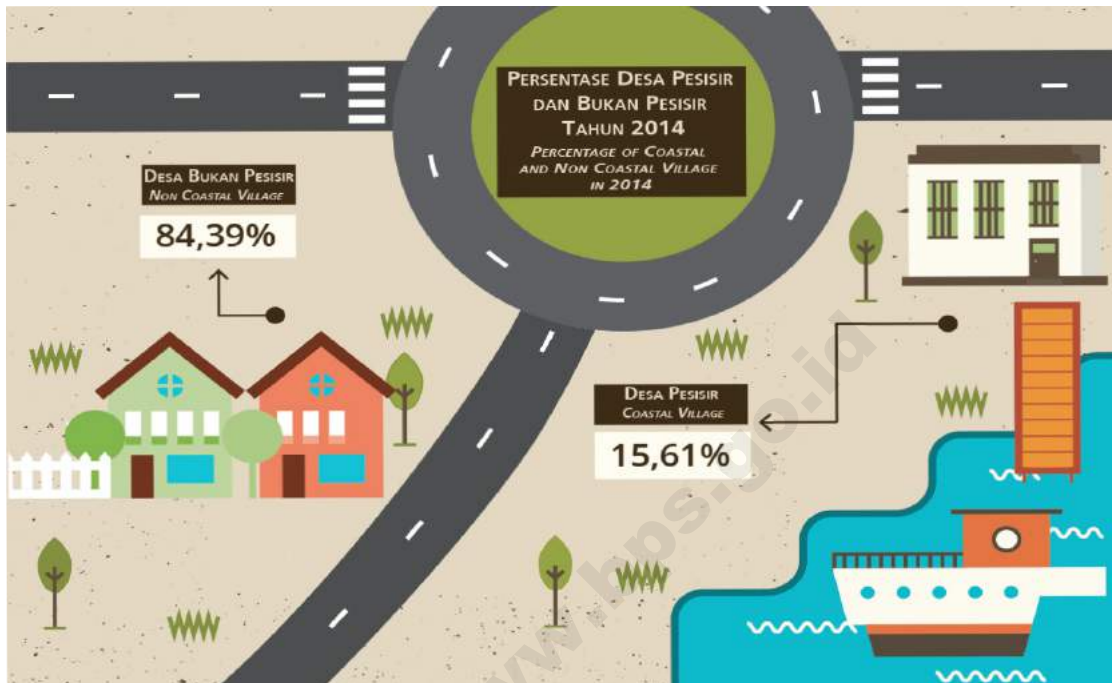 PERSENTASE DESA PESISIR
DAN BUKAN PESISIR
TAHUN 2014
PERCENTAGE OF COASTAL
AND NON COASTAL VILLAGE
IN 2014
DESA BUKAN PESISIR
NON COASTAL VILLAGE
84,39%
DESA PESISIR
COASTAL VILLAGE
15,61%
www.bps.go.id